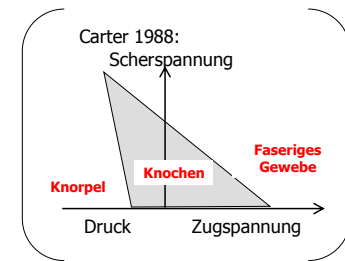 Carter 1988:
Scherspannung
Faseriges
Gewebe
Knochen
Knorpel
Druck
Zugspannung